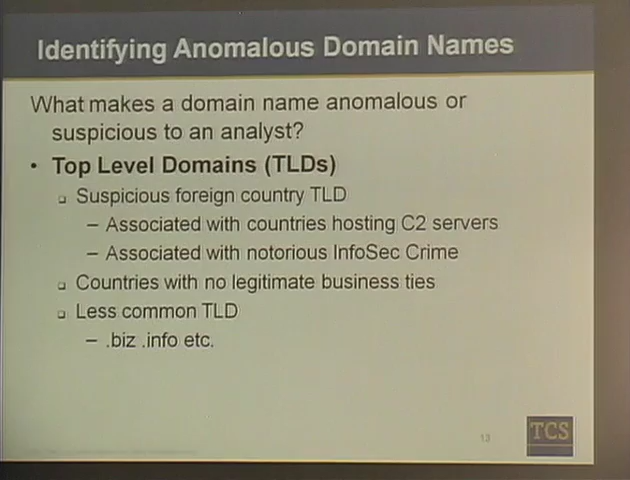 Identifying Anomalous Domain Names
What makes a domain name anomalous or
suspicious to an analyst?
• Top Level Domains (TLDs)
❑ Suspicious foreign country TLD
– Associated with countries hosting C2 servers
– Associated with notorious InfoSec Crime
❑ Countries with no legitimate business ties
❑ Less common TLD
– .biz .info etc.
13
TCS